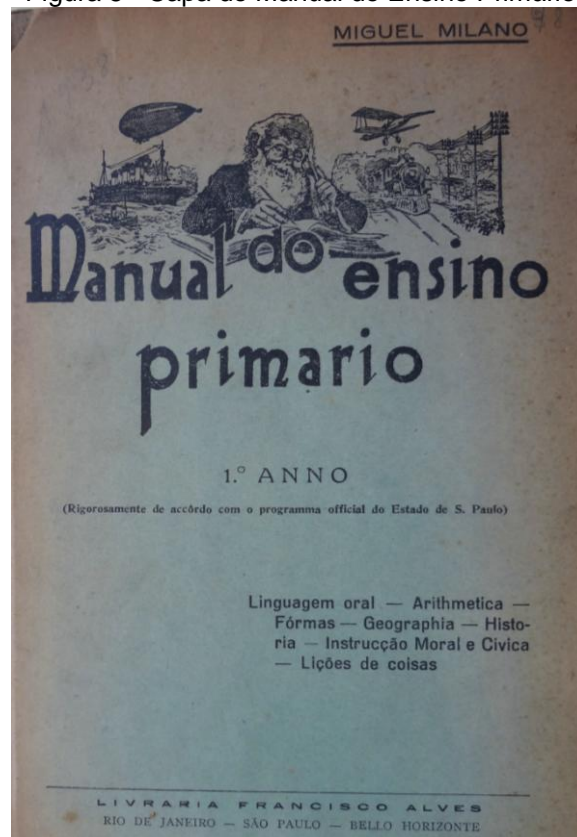 Figura 3 - Capa do Manual do Ensino Primário
MIGUEL MILANO
Manual do ensino
primario
1.º ANNO
(Rigorosamente de accôrdo com o programma official do Estado de S. Paulo)
Linguagem oral — Arithmetica —
Fórmas — Geographia — Histo-
ria — Instrucção Moral e Civica
— Lições de coisas
LIVRARIA FRANCISCO ALVES
RIO DE JANEIRO — SÃO PAULO — BELLO HORIZONTE